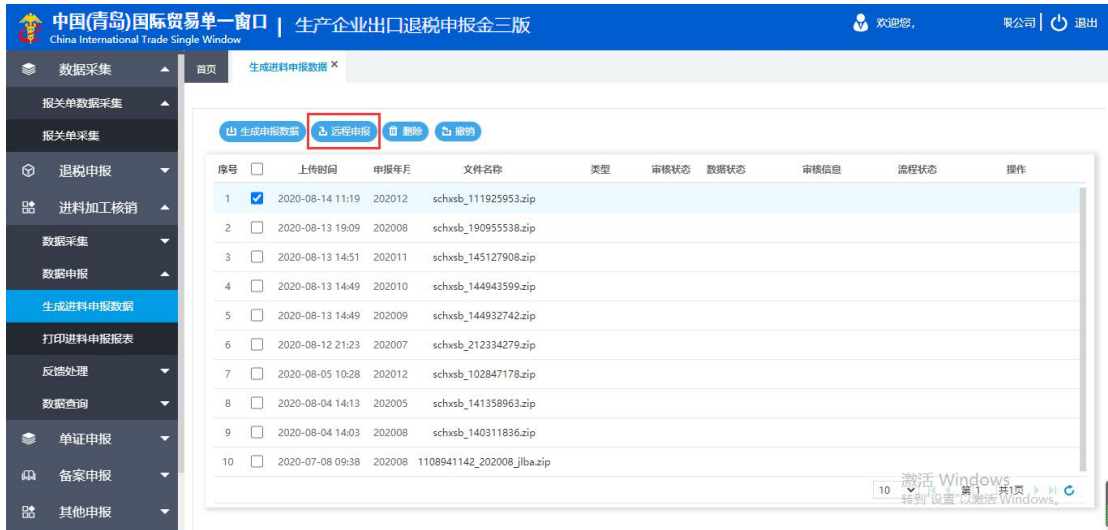 中国(青岛)国际贸易单一窗口 | 生产企业出口退税申报金三版
China International Trade Single Window
欢迎您, 限公司 退出
数据采集
报关单数据采集
报关单采集
退税申报
进料加工核销
数据采集
数据申报
生成进料申报数据
打印进料申报报表
反馈处理
数据查询
单证申报
备案申报
其他申报
首页 生成进料申报数据 ×
生成申报数据 远程申报 删除 撤销
序号 上传时间 申报年月 文件名称 类型 审核状态 数据状态 审核信息 流程状态 操作
1 2020-08-14 11:19 202012 schxsb_111925953.zip
2 2020-08-13 19:09 202008 schxsb_190955538.zip
3 2020-08-13 14:51 202011 schxsb_145127908.zip
4 2020-08-13 14:49 202010 schxsb_144943599.zip
5 2020-08-13 14:49 202009 schxsb_144932742.zip
6 2020-08-12 21:23 202007 schxsb_212334279.zip
7 2020-08-05 10:28 202012 schxsb_102847178.zip
8 2020-08-04 14:13 202005 schxsb_141358963.zip
9 2020-08-04 14:03 202008 schxsb_140311836.zip
10 2020-07-08 09:38 202008 1108941142_202008_jlba.zip
10 第 1 共1页
激活 Windows
转到"设置"以激活 Windows。